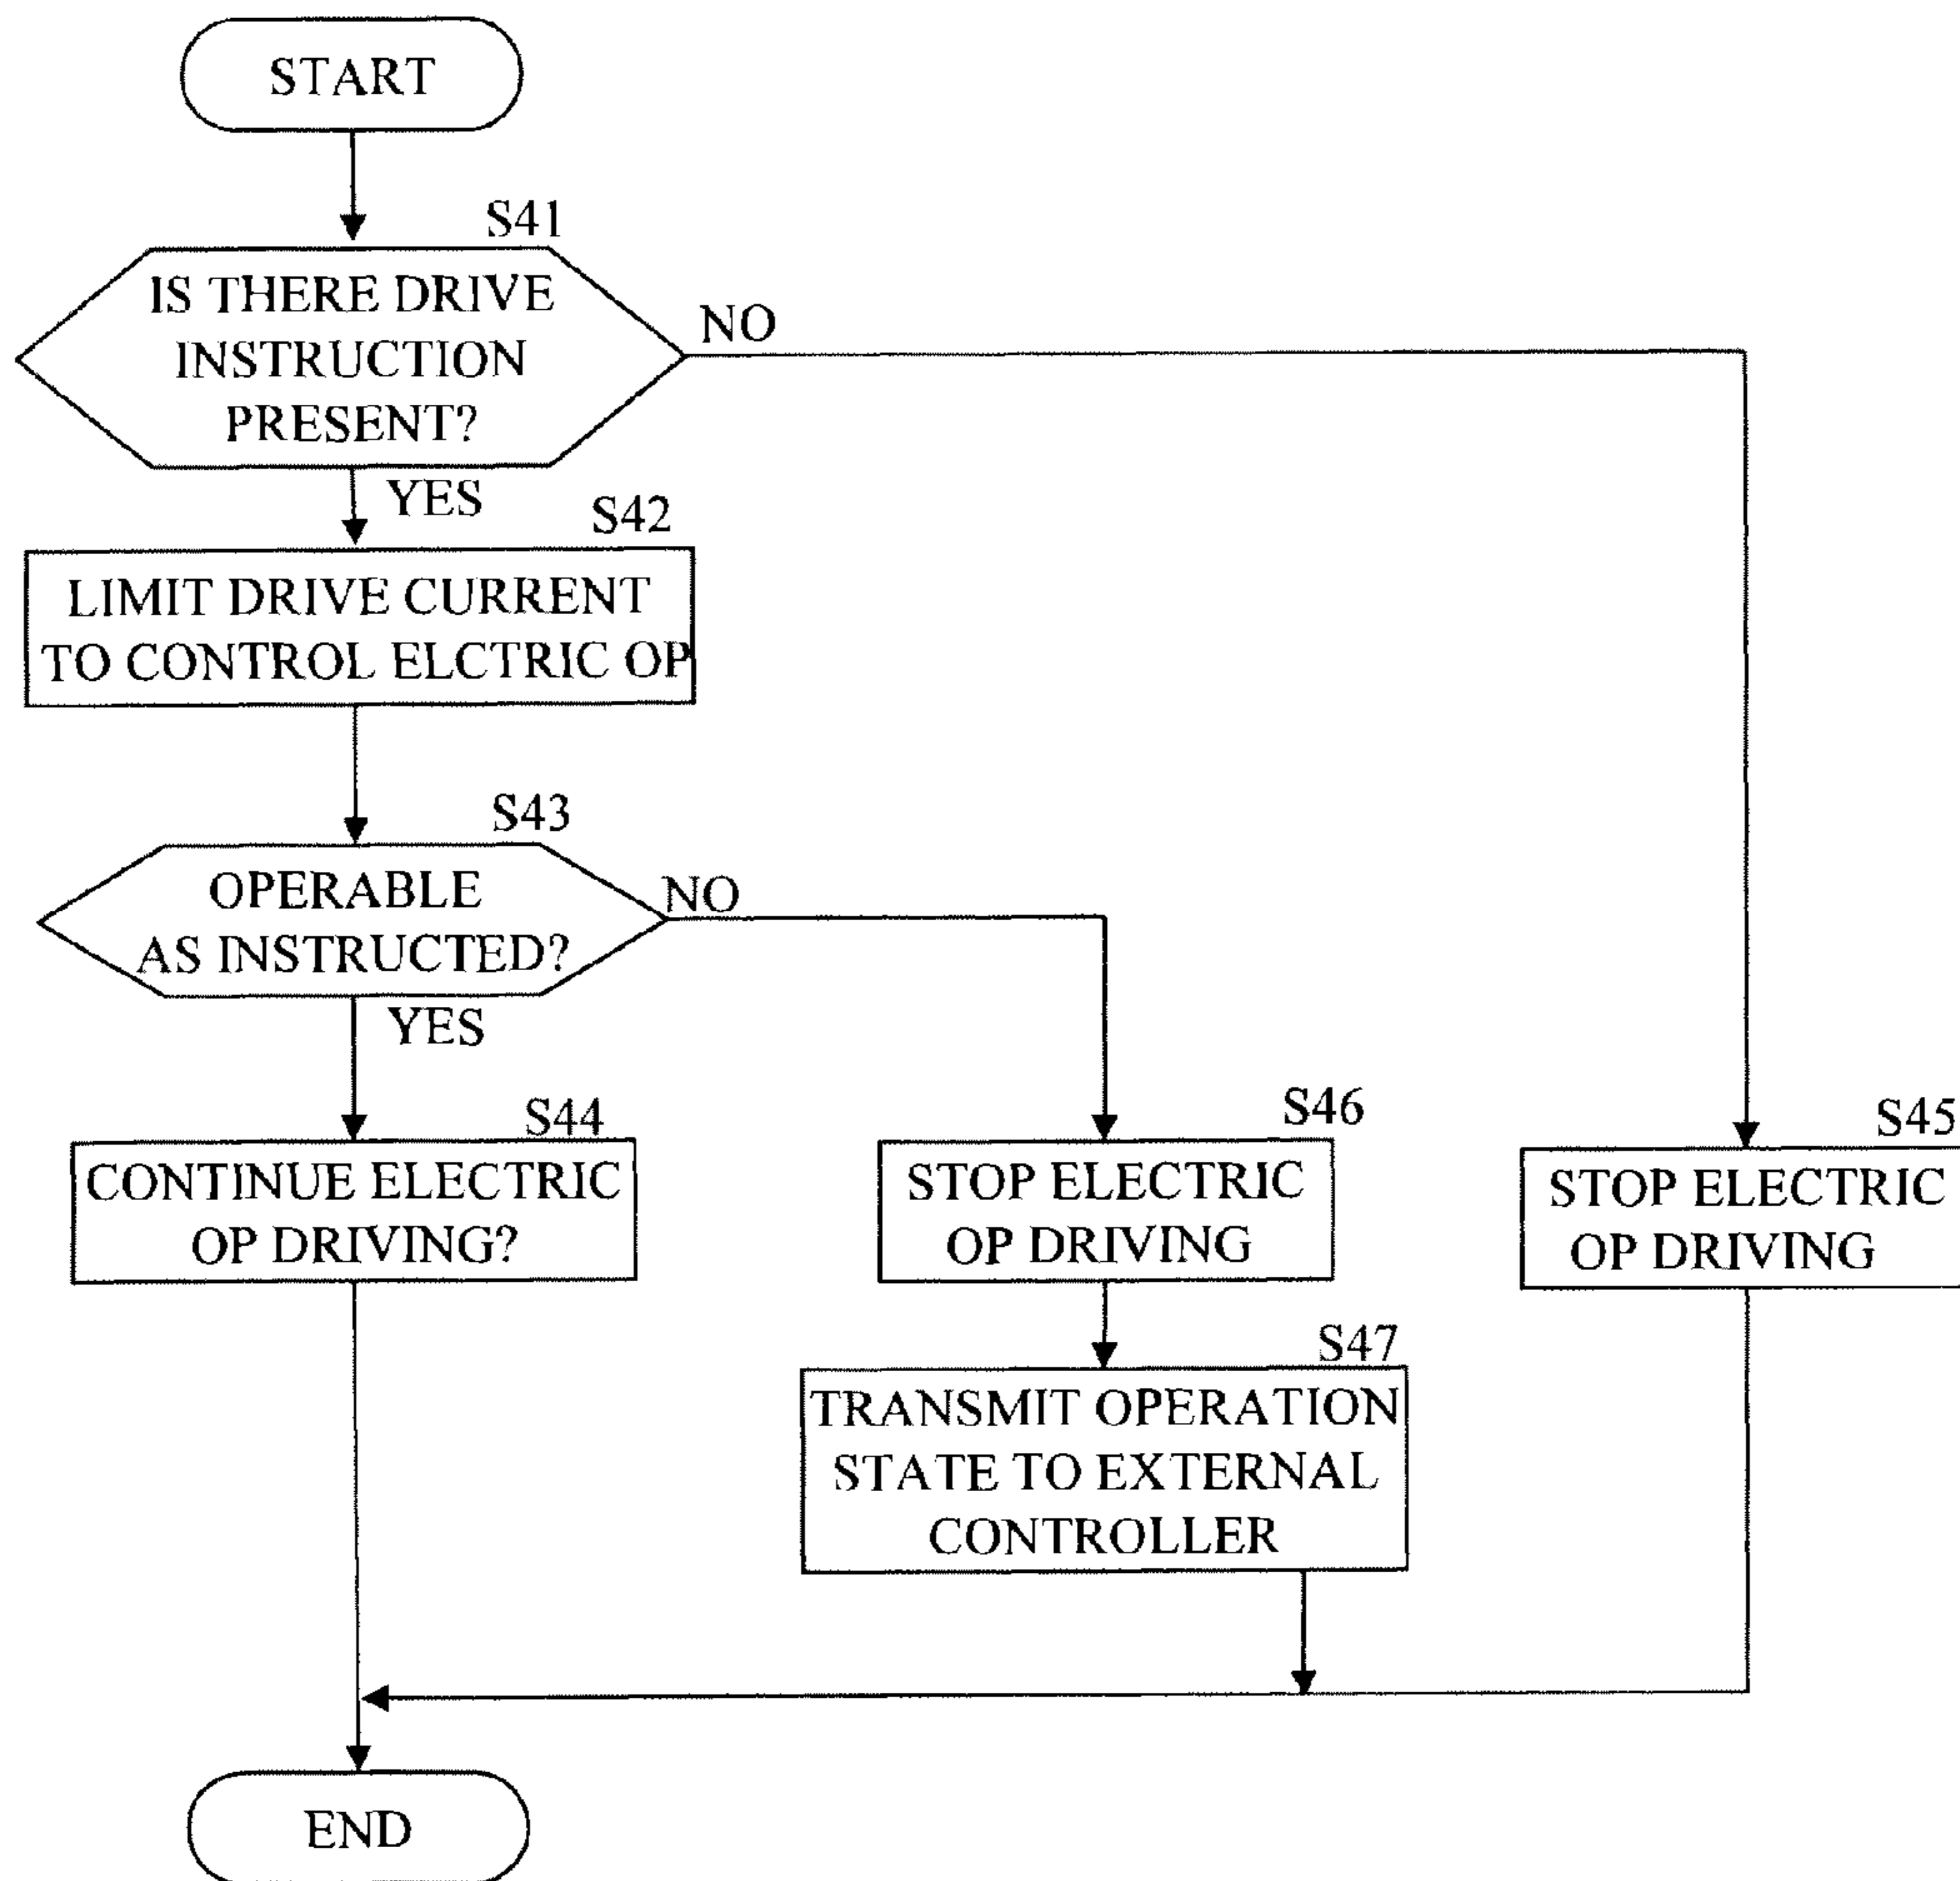 START
S41
IS THERE DRIVE
INSTRUCTION
PRESENT?
NO
YES
S42
LIMIT DRIVE CURRENT
TO CONTROL ELCTRIC OP
S43
OPERABLE
AS INSTRUCTED?
NO
YES
S44
CONTINUE ELECTRIC
OP DRIVING?
S46
STOP ELECTRIC
OP DRIVING
S45
STOP ELECTRIC
OP DRIVING
S47
TRANSMIT OPERATION
STATE TO EXTERNAL
CONTROLLER
END